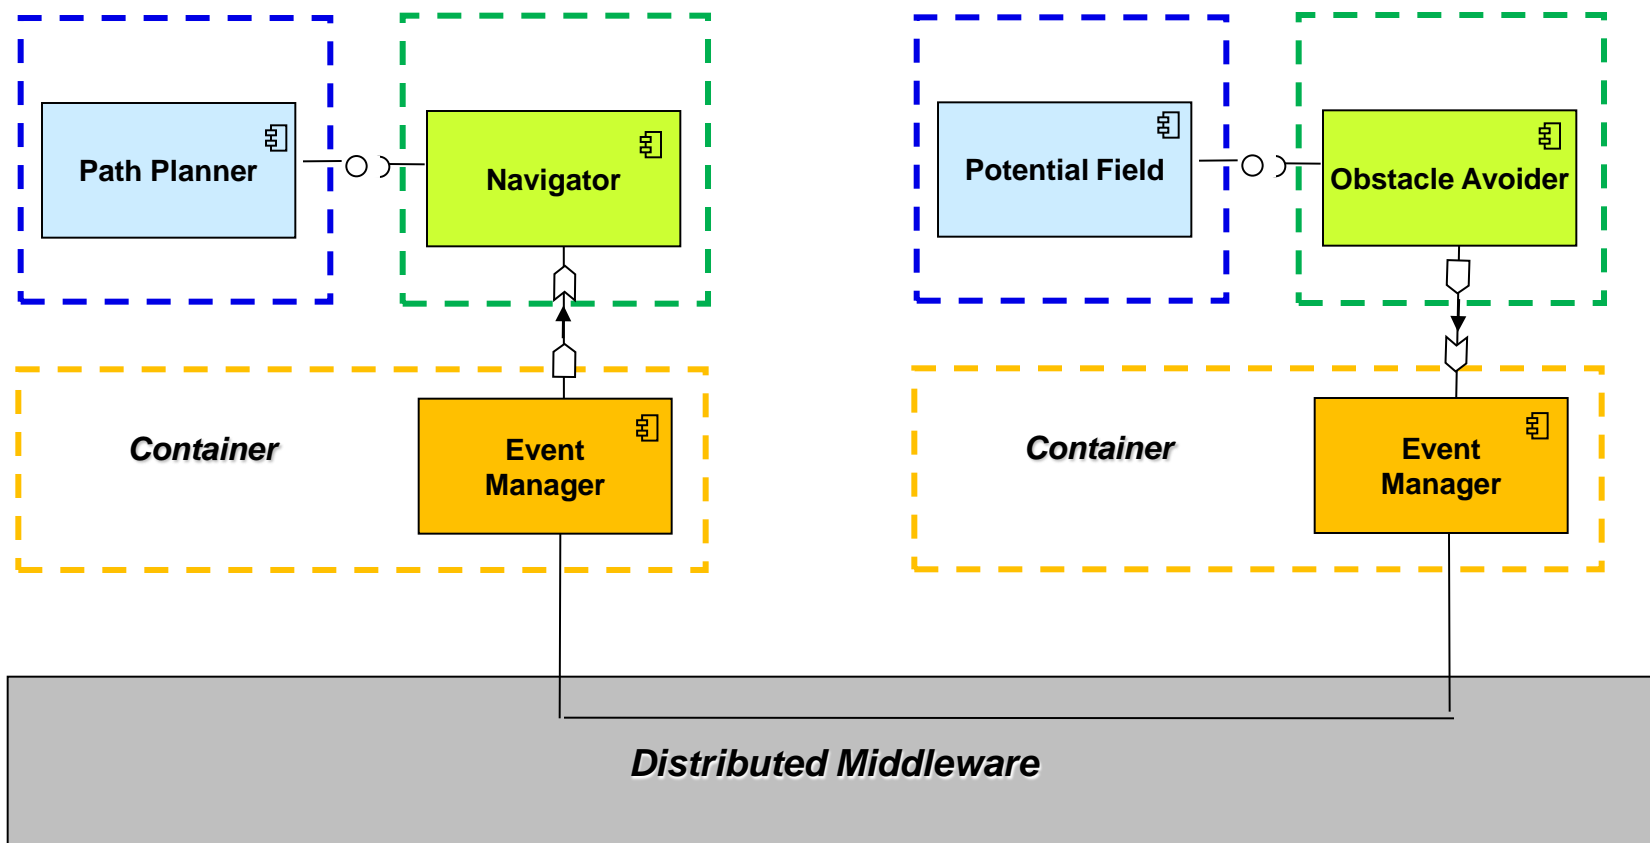 Path Planner
Navigator
Potential Field
Obstacle Avoider
Container
Event
Manager
Container
Event
Manager
Distributed Middleware